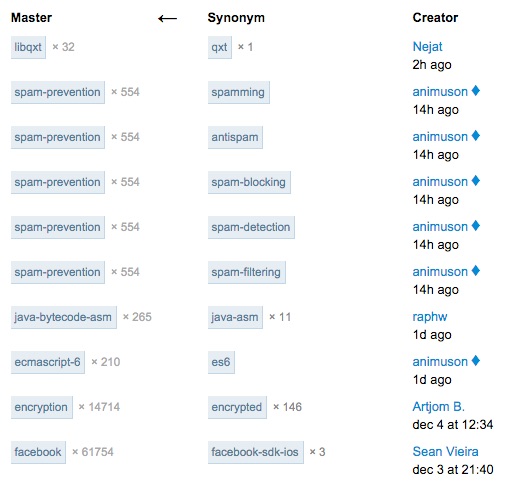 Master ← Synonym Creator
libqxt × 32 qxt × 1 Nejat
2h ago
spam-prevention × 554 spamming animuson ♦
14h ago
spam-prevention × 554 antispam animuson ♦
14h ago
spam-prevention × 554 spam-blocking animuson ♦
14h ago
spam-prevention × 554 spam-detection animuson ♦
14h ago
spam-prevention × 554 spam-filtering animuson ♦
14h ago
java-bytecode-asm × 265 java-asm × 11 raphw
1d ago
ecmascript-6 × 210 es6 animuson ♦
1d ago
encryption × 14714 encrypted × 146 Artjom B.
dec 4 at 12:34
facebook × 61754 facebook-sdk-ios × 3 Sean Vieira
dec 3 at 21:40